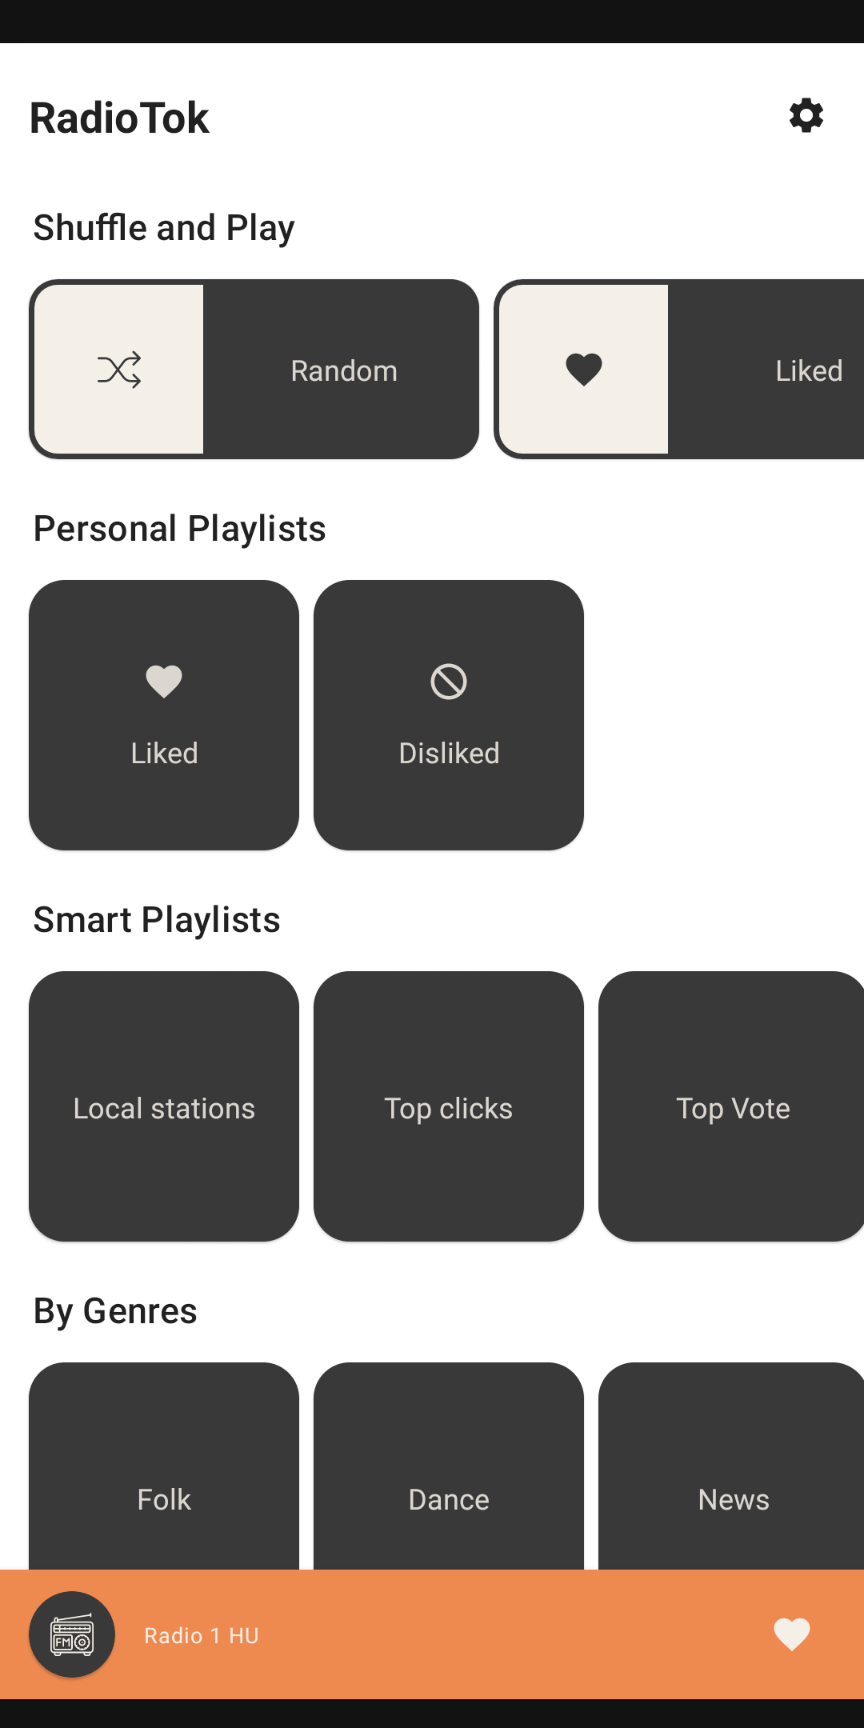 RadioTok
Shuffle and Play
Random
Liked
Personal Playlists
Liked
Disliked
Smart Playlists
Local stations
Top clicks
Top Vote
By Genres
Folk
Dance
News
FM
Radio 1 HU